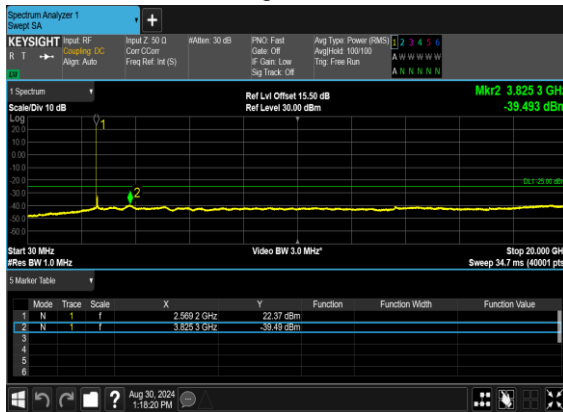 Spectrum Analyzer 1
Swept SA
+
KEYSIGHT Input: RF Input Z: 50 Ω #Atten: 30 dB PNO: Fast Avg Type: Power (RMS) 1 2 3 4 5 6
R T Coupling: DC Corr CCorr Gate: Off Avg|Hold: 100/100 A W W W W W
Align: Auto Freq Ref: Int (S) IF Gain: Low Trig: Free Run
LXI Sig Track: Off A N N N N N
1 Spectrum Ref Lvl Offset 15.50 dB Mkr2 3.825 3 GHz
Scale/Div 10 dB Ref Level 30.00 dBm -39.493 dBm
Log
1
20.0
10.0
0.00
-10.0
-20.0
DL1 -25.00 dBm
-30.0
2
-40.0
-50.0
-60.0
Start 30 MHz Video BW 3.0 MHz* Stop 20.000 GH
#Res BW 1.0 MHz Sweep 34.7 ms (40001 pts
5 Marker Table
Mode Trace Scale X Y Function Function Width Function Value
1 N 1 f 2.569 2 GHz 22.37 dBm
2 N 1 f 3.825 3 GHz -39.49 dBm
3
4
5
6
? Aug 30, 2024
1:18:20 PM